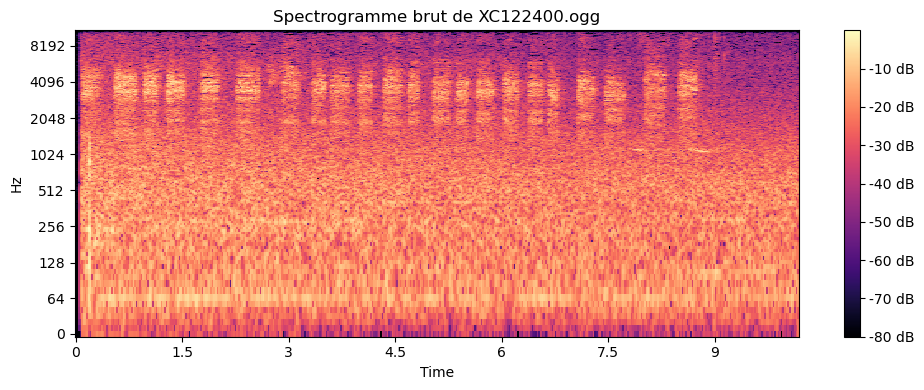 Spectrogramme brut de XC122400.ogg
Hz
8192
4096
2048
1024
512
256
128
64
0
0 1.5 3 4.5 6 7.5 9
Time
-10 dB
-20 dB
-30 dB
-40 dB
-50 dB
-60 dB
-70 dB
-80 dB